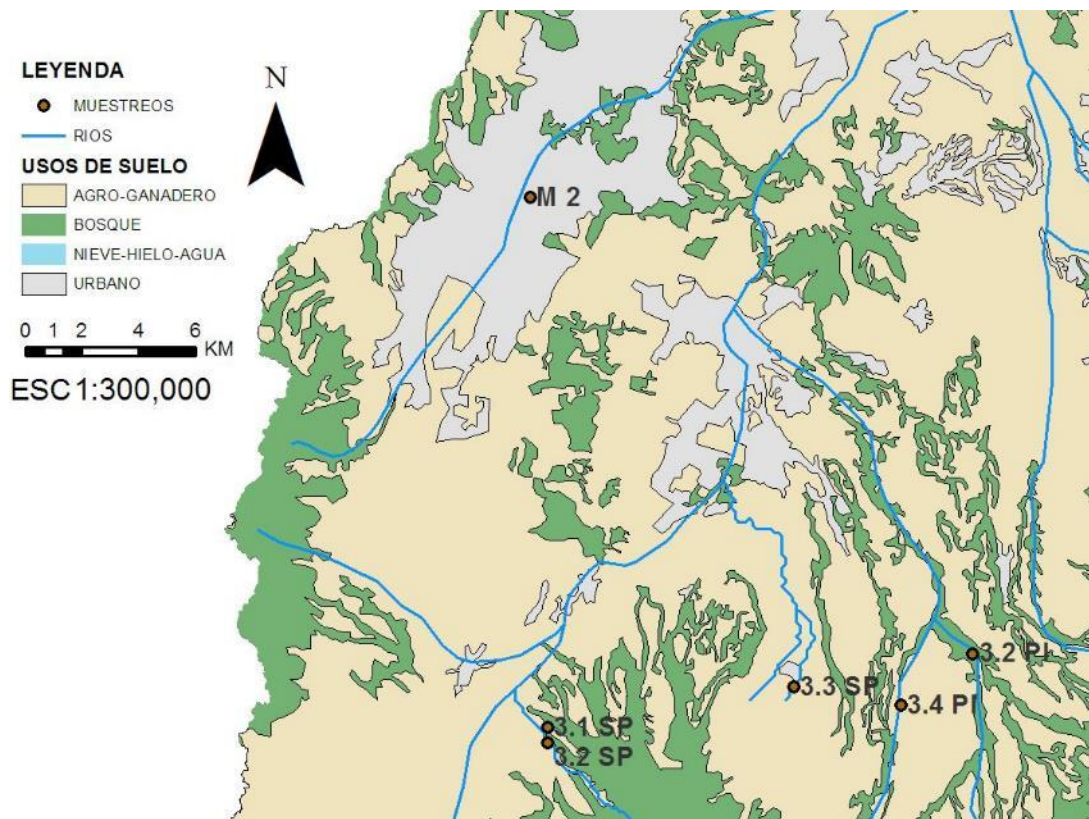 LEYENDA
MUESTREOS
RIOS
USOS DE SUELO
AGRO-GANADERO
BOSQUE
NIEVE-HIELO-AGUA
URBANO
0 1 2 4 6
KM
ESC 1:300,000
N
M 2
3.2 PI
3.3 SP
3.4 PI
3.1 SP
3.2 SP